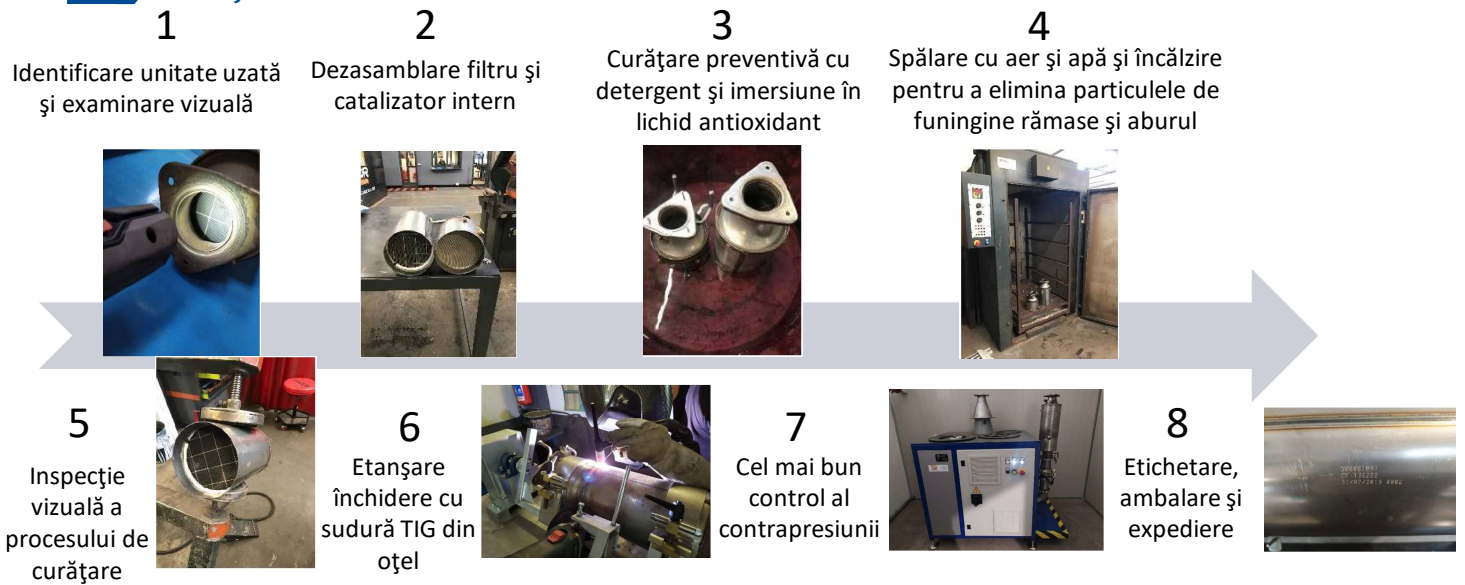 1
Identificare unitate uzată
şi examinare vizuală
2
Dezasamblare filtru şi
catalizator intern
3
Curăţare preventivă cu
detergent şi imersiune în
lichid antioxidant
4
Spălare cu aer şi apă şi încălzire
pentru a elimina particulele de
funingine rămase şi aburul
5
Inspecţie
vizuală a
procesului de
curăţare
6
Etanşare
închidere cu
sudură TIG din
oţel
7
Cel mai bun
control al
contrapresiunii
8
Etichetare,
ambalare şi
expediere